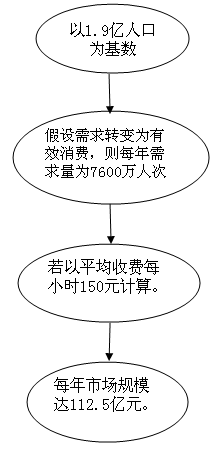 以1.9亿人口
为基数
假设需求转变为有
效消费，则每年需
求量为7600万人次
若以平均收费每
小时150元计算。
每年市场规模
达112.5亿元。